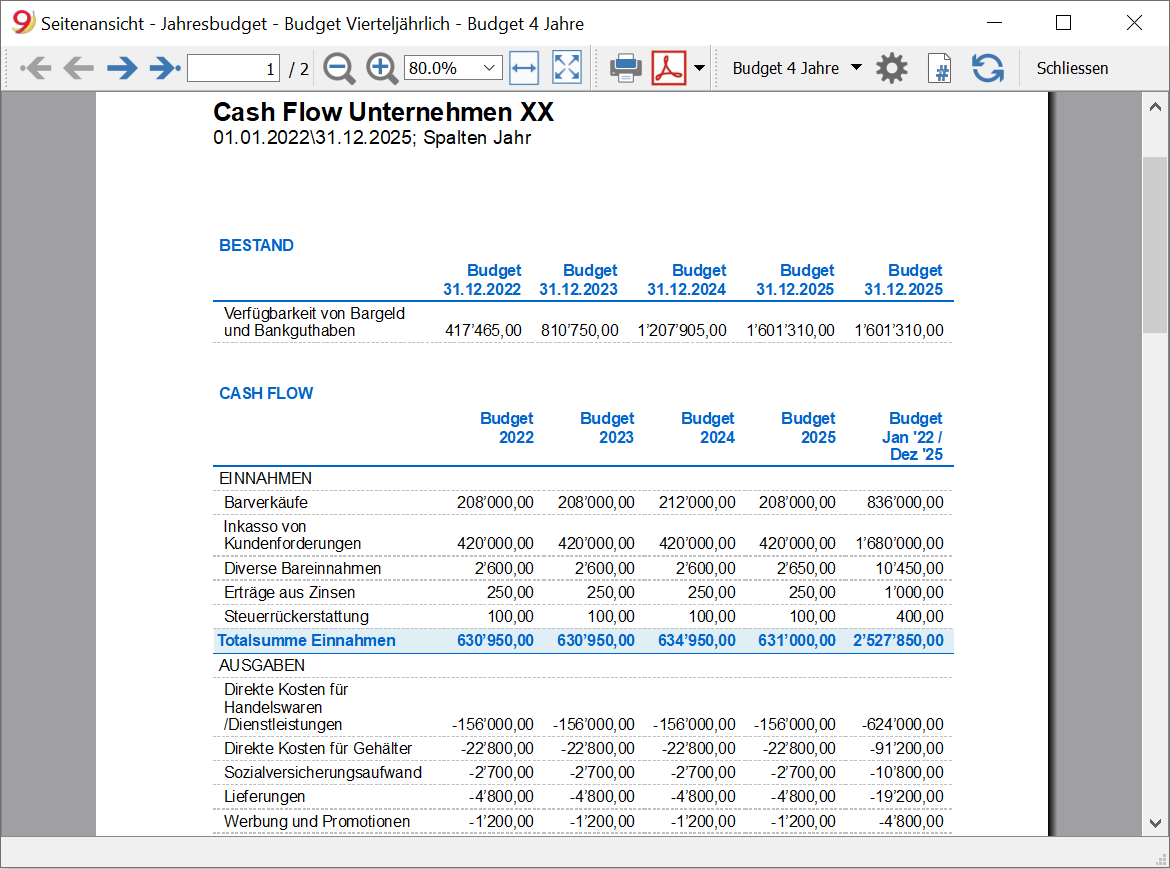 Seitenansicht - Jahresbudget - Budget Vierteljährlich - Budget 4 Jahre
1 / 2 80.0% Budget 4 Jahre # Schliessen
Cash Flow Unternehmen XX
01.01.2022\31.12.2025; Spalten Jahr
BESTAND
Budget Budget Budget Budget Budget
31.12.2022 31.12.2023 31.12.2024 31.12.2025 31.12.2025
Verfügbarkeit von Bargeld
und Bankguthaben 417’465,00 810’750,00 1’207’905,00 1’601’310,00 1’601’310,00
CASH FLOW
Budget Budget Budget Budget Budget
2022 2023 2024 2025 Jan '22 /
Dez '25
EINNAHMEN
Barverkäufe 208’000,00 208’000,00 212’000,00 208’000,00 836’000,00
Inkasso von
Kundenforderungen 420’000,00 420’000,00 420’000,00 420’000,00 1’680’000,00
Diverse Bareinnahmen 2’600,00 2’600,00 2’600,00 2’650,00 10’450,00
Erträge aus Zinsen 250,00 250,00 250,00 250,00 1’000,00
Steuerrückerstattung 100,00 100,00 100,00 100,00 400,00
Totalsumme Einnahmen 630’950,00 630’950,00 634’950,00 631’000,00 2’527’850,00
AUSGABEN
Direkte Kosten für
Handelswaren
/Dienstleistungen -156’000,00 -156’000,00 -156’000,00 -156’000,00 -624’000,00
Direkte Kosten für Gehälter -22’800,00 -22’800,00 -22’800,00 -22’800,00 -91’200,00
Sozialversicherungsaufwand -2’700,00 -2’700,00 -2’700,00 -2’700,00 -10’800,00
Lieferungen -4’800,00 -4’800,00 -4’800,00 -4’800,00 -19’200,00
Werbung und Promotionen -1’200,00 -1’200,00 -1’200,00 -1’200,00 -4’800,00